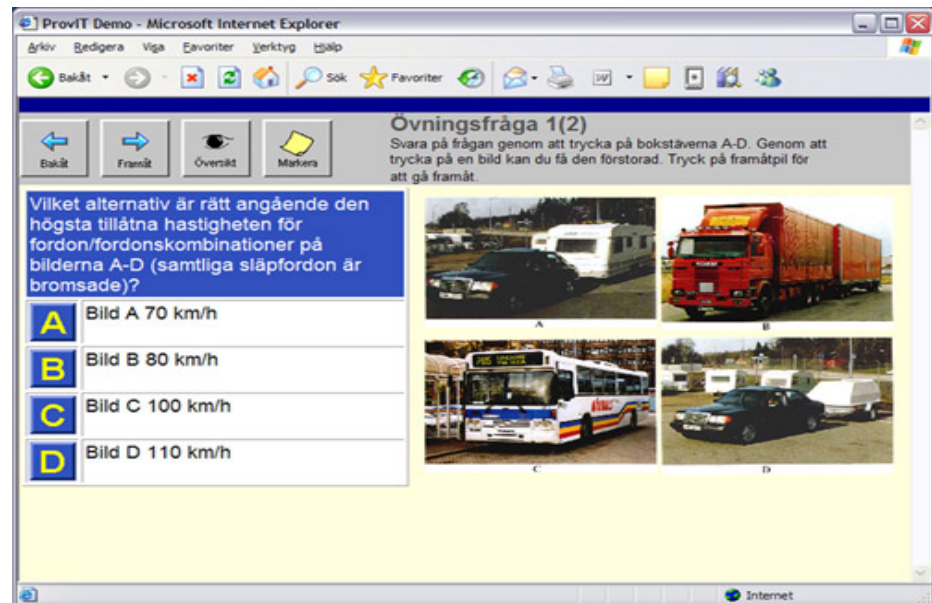 ProvIT Demo - Microsoft Internet Explorer
Arkiv Redigera Visa Favoriter Verktyg Hjälp
Bakåt Sök Favoriter
Övningsfråga 1(2)
Svara på frågan genom att trycka på bokstäverna A-D. Genom att
trycka på en bild kan du få den förstorad. Tryck på framåtpil för
att gå framåt.
Bakåt Framåt Översikt Markera
Vilket alternativ är rätt angående den
högsta tillåtna hastigheten för
fordon/fordonskombinationer på
bilderna A-D (samtliga släpfordon är
bromsade)?
A Bild A 70 km/h
B Bild B 80 km/h
C Bild C 100 km/h
D Bild D 110 km/h
A B
C D
Internet